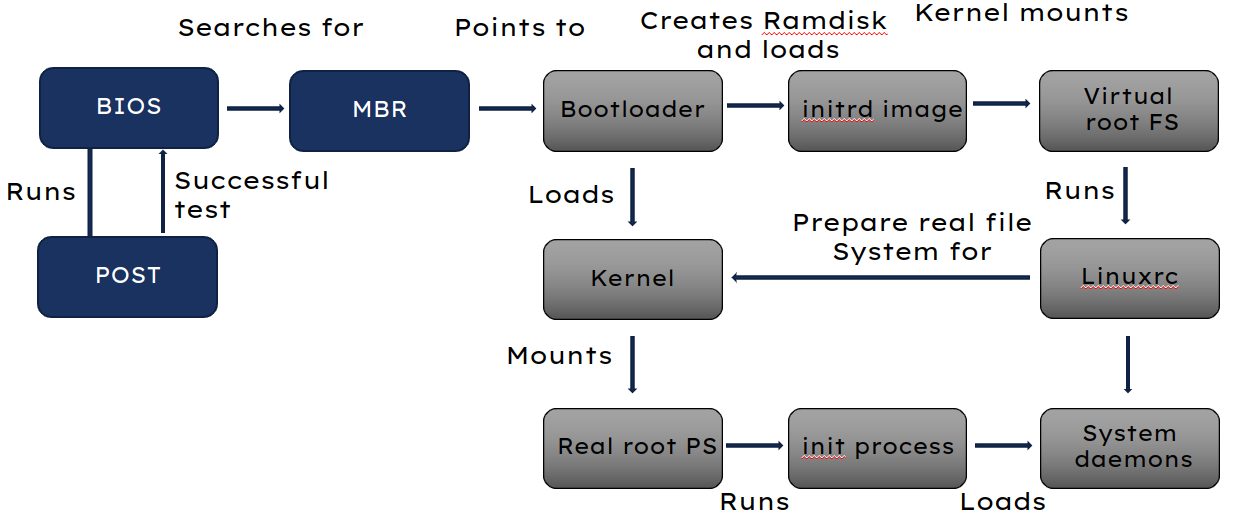 Searches for
Points to
Creates Ramdisk
and loads
Kernel mounts
BIOS
MBR
Bootloader
initrd image
Virtual
root FS
Runs
Successful
test
Loads
Runs
Prepare real file
System for
POST
Kernel
Linuxrc
Mounts
Real root PS
init process
System
daemons
Runs
Loads